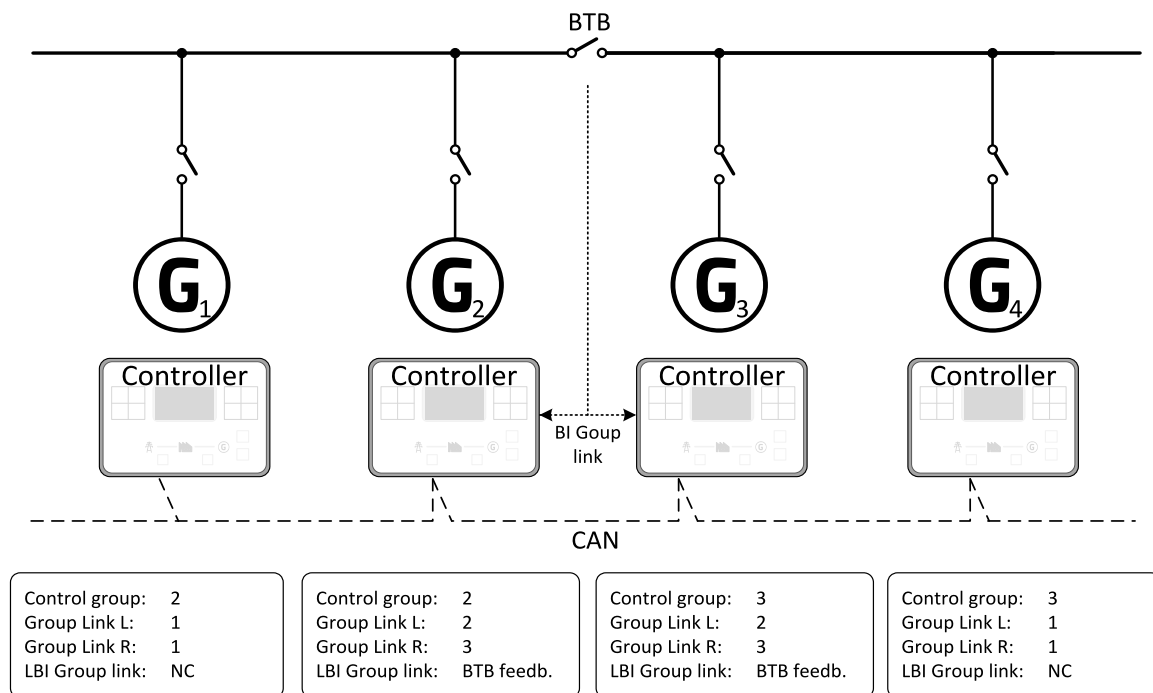 BTB
G1
G2
G3
G4
Controller
Controller
Controller
Controller
G
G
G
G
BI Goup
link
CAN
Control group: 2
Group Link L: 1
Group Link R: 1
LBI Group link: NC
Control group: 2
Group Link L: 2
Group Link R: 3
LBI Group link: BTB feedb.
Control group: 3
Group Link L: 2
Group Link R: 3
LBI Group link: BTB feedb.
Control group: 3
Group Link L: 1
Group Link R: 1
LBI Group link: NC